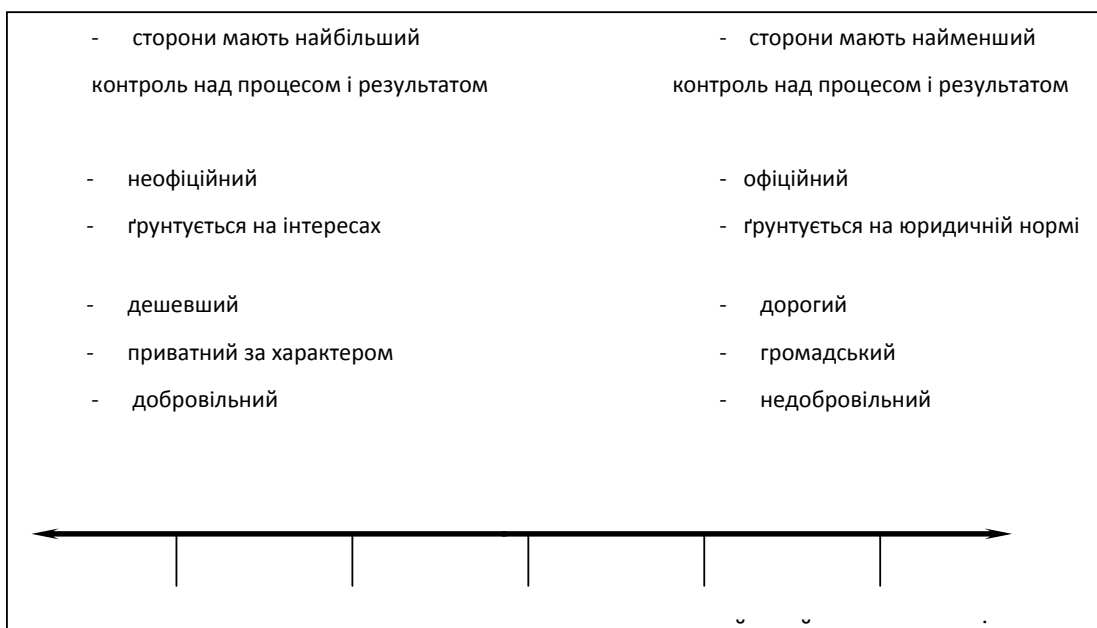 - сторони мають найбільший
контроль над процесом і результатом
- неофіційний
- ґрунтується на інтересах
- дешевший
- приватний за характером
- добровільний
- сторони мають найменший
контроль над процесом і результатом
- офіційний
- ґрунтується на юридичній нормі
- дорогий
- громадський
- недобровільний